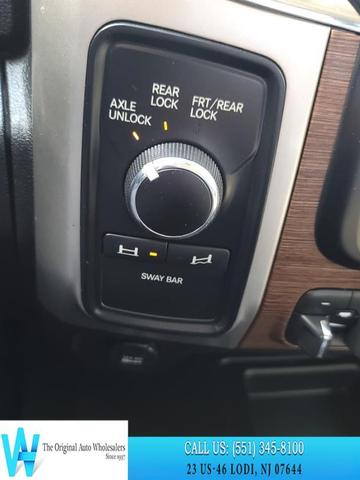 REAR
LOCK
AXLE
UNLOCK
FRT/REAR
LOCK
SWAY BAR
The Original Auto Wholesalers
Since 1997
CALL US: (551) 345-8100
23 US-46 LODI, NJ 07644